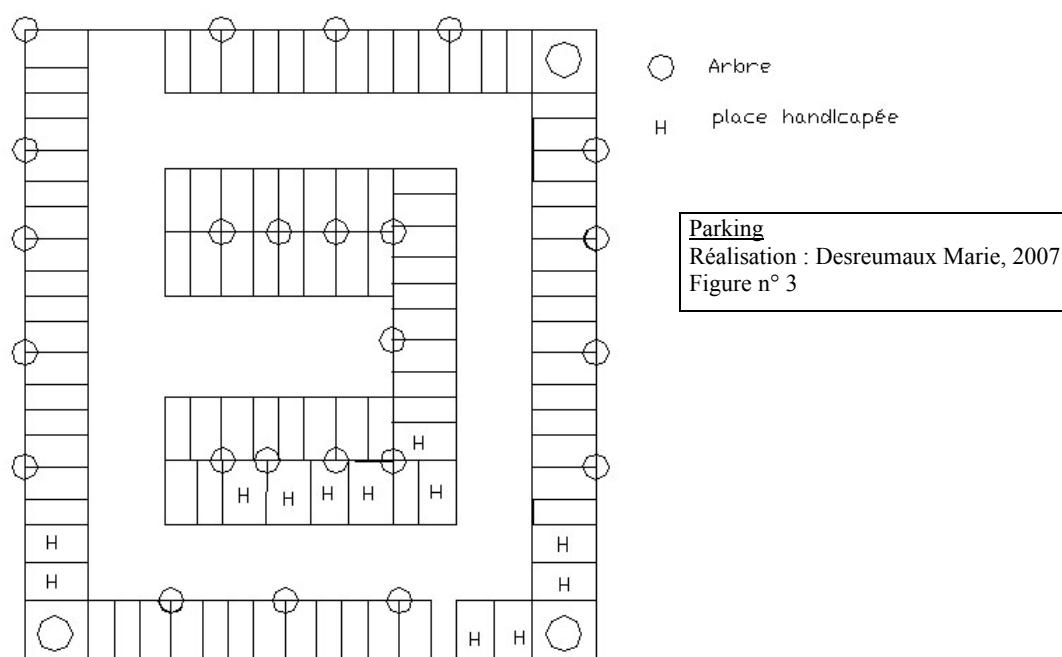 Arbre
H place handicapée
Parking
Réalisation : Desreumaux Marie, 2007
Figure n° 3
H
H H H H H H
H H
H H
H H